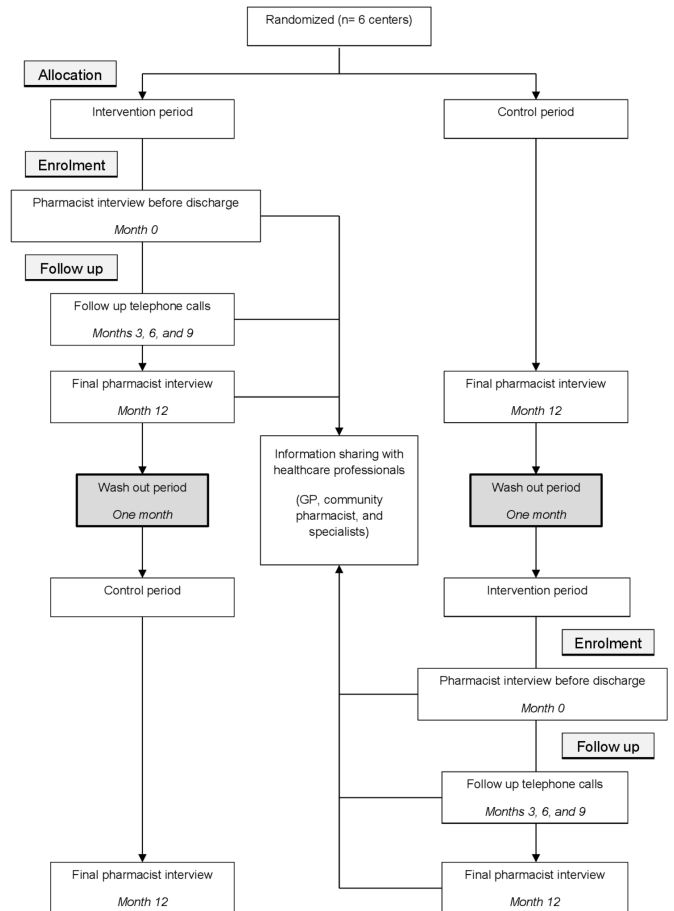 Randomized (n= 6 centers)
Allocation
Intervention period
Control period
Enrolment
Pharmacist interview before discharge
Month 0
Follow up
Follow up telephone calls
Months 3, 6, and 9
Final pharmacist interview
Month 12
Final pharmacist interview
Month 12
Information sharing with
healthcare professionals
(GP, community
pharmacist, and
specialists)
Wash out period
One month
Wash out period
One month
Control period
Intervention period
Enrolment
Pharmacist interview before discharge
Month 0
Follow up
Follow up telephone calls
Months 3, 6, and 9
Final pharmacist interview
Month 12
Final pharmacist interview
Month 12